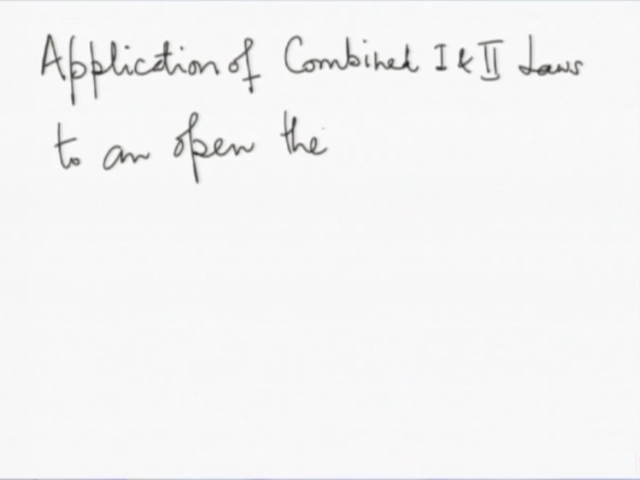 Application of Combined I & II Laws
to an open the